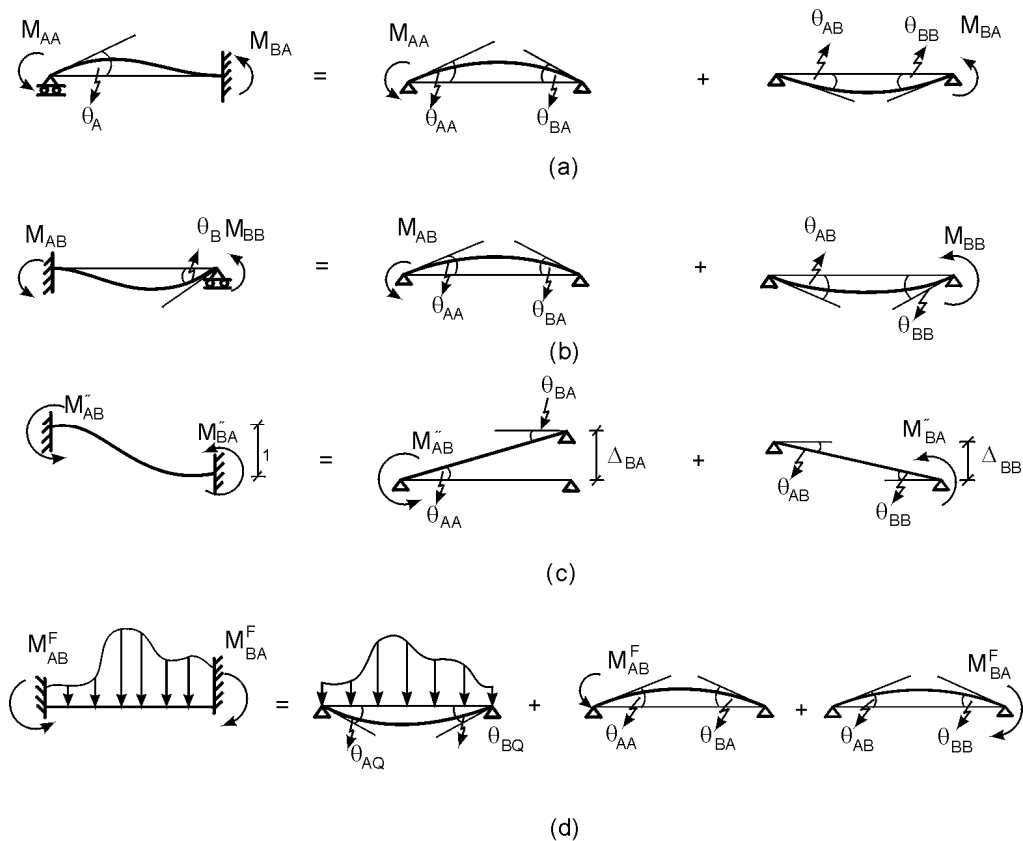 M_AA θ_A M_BA = M_AA θ_AA θ_BA + θ_AB θ_BB M_BA
(a)
M_AB θ_B M_BB = M_AB θ_AA θ_BA + θ_AB θ_BB M_BB
(b)
M″_AB M″_BA 1 = M″_AB θ_AA θ_BA Δ_BA + θ_AB θ_BB M″_BA Δ_BB
(c)
M^F_AB M^F_BA = θ_AQ θ_BQ + M^F_AB θ_AA θ_BA + θ_AB θ_BB M^F_BA
(d)